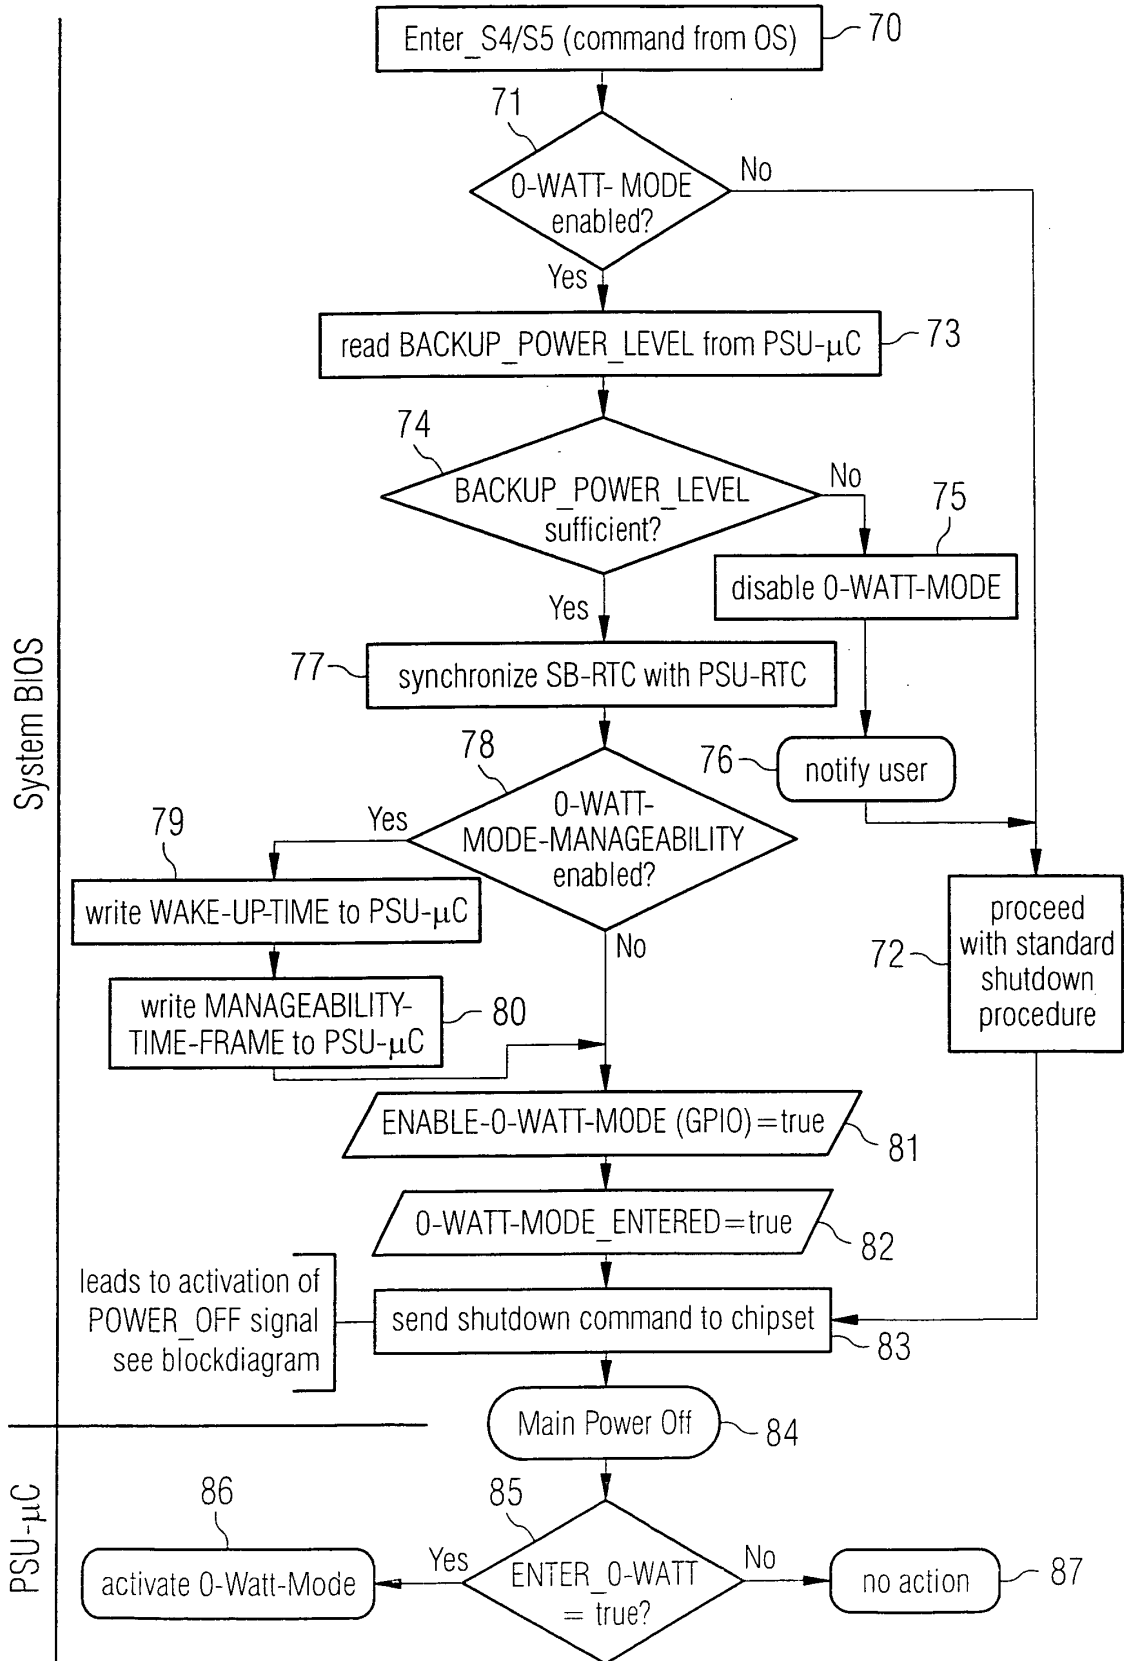 Enter_S4/S5 (command from OS)
70
71
0-WATT- MODE
enabled?
No
Yes
read BACKUP_POWER_LEVEL from PSU-µC
73
74
BACKUP_POWER_LEVEL
sufficient?
No
75
disable 0-WATT-MODE
Yes
77
synchronize SB-RTC with PSU-RTC
76
notify user
78
0-WATT-
MODE-MANAGEABILITY
enabled?
Yes
79
write WAKE-UP-TIME to PSU-µC
No
72
proceed
with standard
shutdown
procedure
write MANAGEABILITY-
TIME-FRAME to PSU-µC
80
ENABLE-0-WATT-MODE (GPIO)=true
81
0-WATT-MODE_ENTERED=true
82
leads to activation of
POWER_OFF signal
see blockdiagram
send shutdown command to chipset
83
Main Power Off
84
System BIOS
PSU-µC
86
85
activate 0-Watt-Mode
Yes
ENTER_0-WATT
= true?
No
no action
87